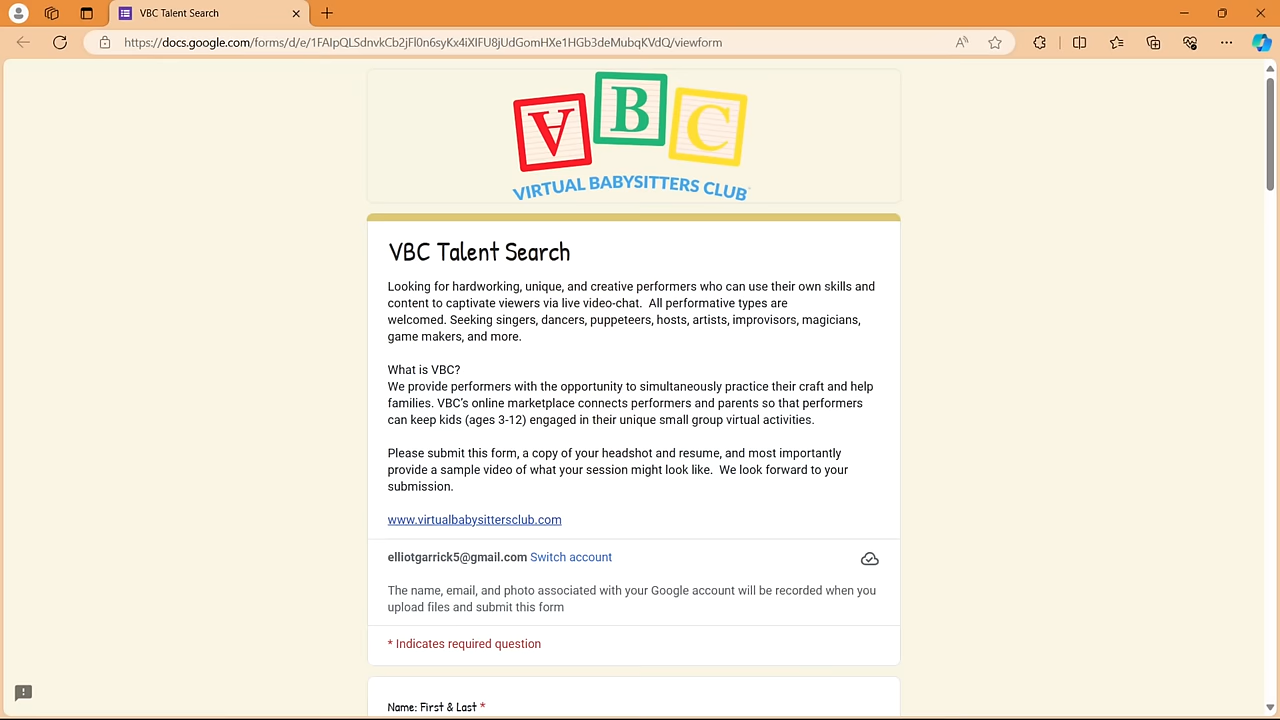 VBC Talent Search
https://docs.google.com/forms/d/e/1FAIpQLSdnvkCb2jFl0n6syKx4iXIFU8jUdGomHXe1HGb3deMubqKVdQ/viewform
A B C
VIRTUAL BABYSITTERS CLUB
VBC Talent Search
Looking for hardworking, unique, and creative performers who can use their own skills and
content to captivate viewers via live video-chat.  All performative types are
welcomed. Seeking singers, dancers, puppeteers, hosts, artists, improvisors, magicians,
game makers, and more.
What is VBC?
We provide performers with the opportunity to simultaneously practice their craft and help
families. VBC's online marketplace connects performers and parents so that performers
can keep kids (ages 3-12) engaged in their unique small group virtual activities.
Please submit this form, a copy of your headshot and resume, and most importantly
provide a sample video of what your session might look like.  We look forward to your
submission.
www.virtualbabysittersclub.com
elliotgarrick5@gmail.com Switch account
The name, email, and photo associated with your Google account will be recorded when you
upload files and submit this form
* Indicates required question
Name: First & Last *